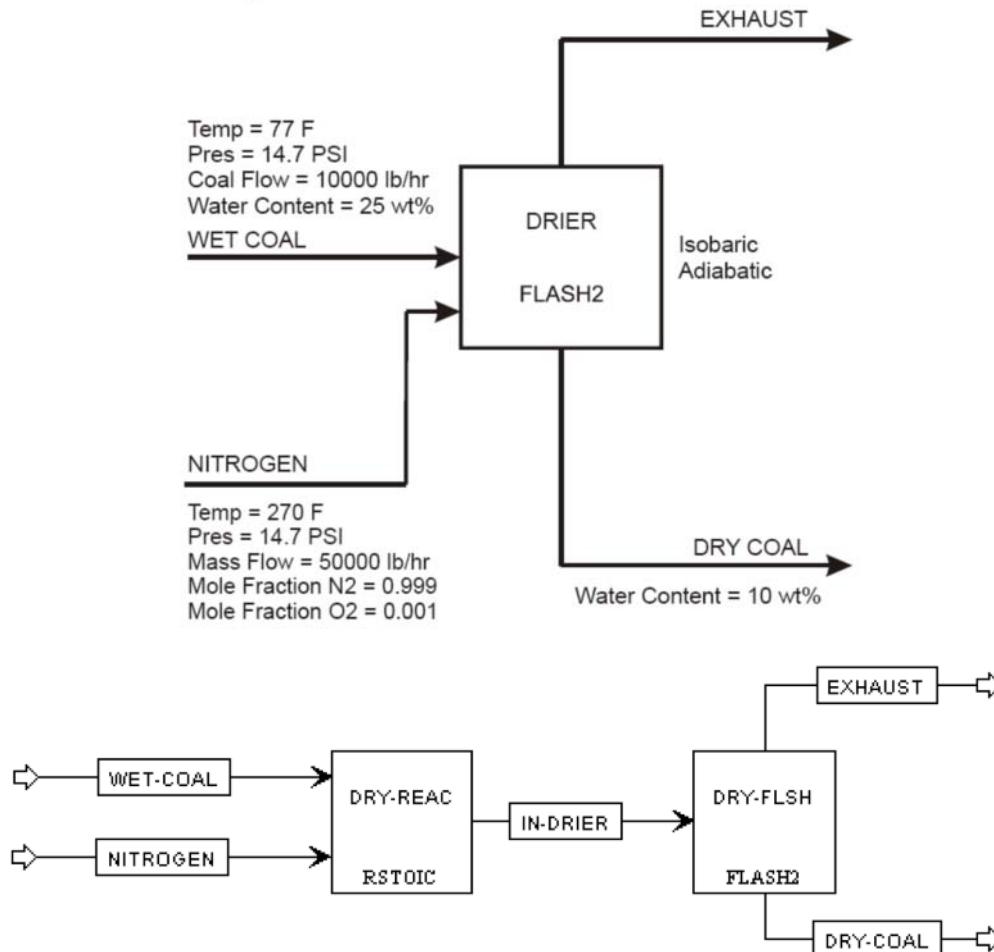 EXHAUST
Temp = 77 F
Pres = 14.7 PSI
Coal Flow = 10000 lb/hr
Water Content = 25 wt%
WET COAL
DRIER
FLASH2
Isobaric
Adiabatic
NITROGEN
Temp = 270 F
Pres = 14.7 PSI
Mass Flow = 50000 lb/hr
Mole Fraction N2 = 0.999
Mole Fraction O2 = 0.001
DRY COAL
Water Content = 10 wt%
EXHAUST
WET-COAL
NITROGEN
DRY-REAC
RSTOIC
IN-DRIER
DRY-FLSH
FLASH2
DRY-COAL